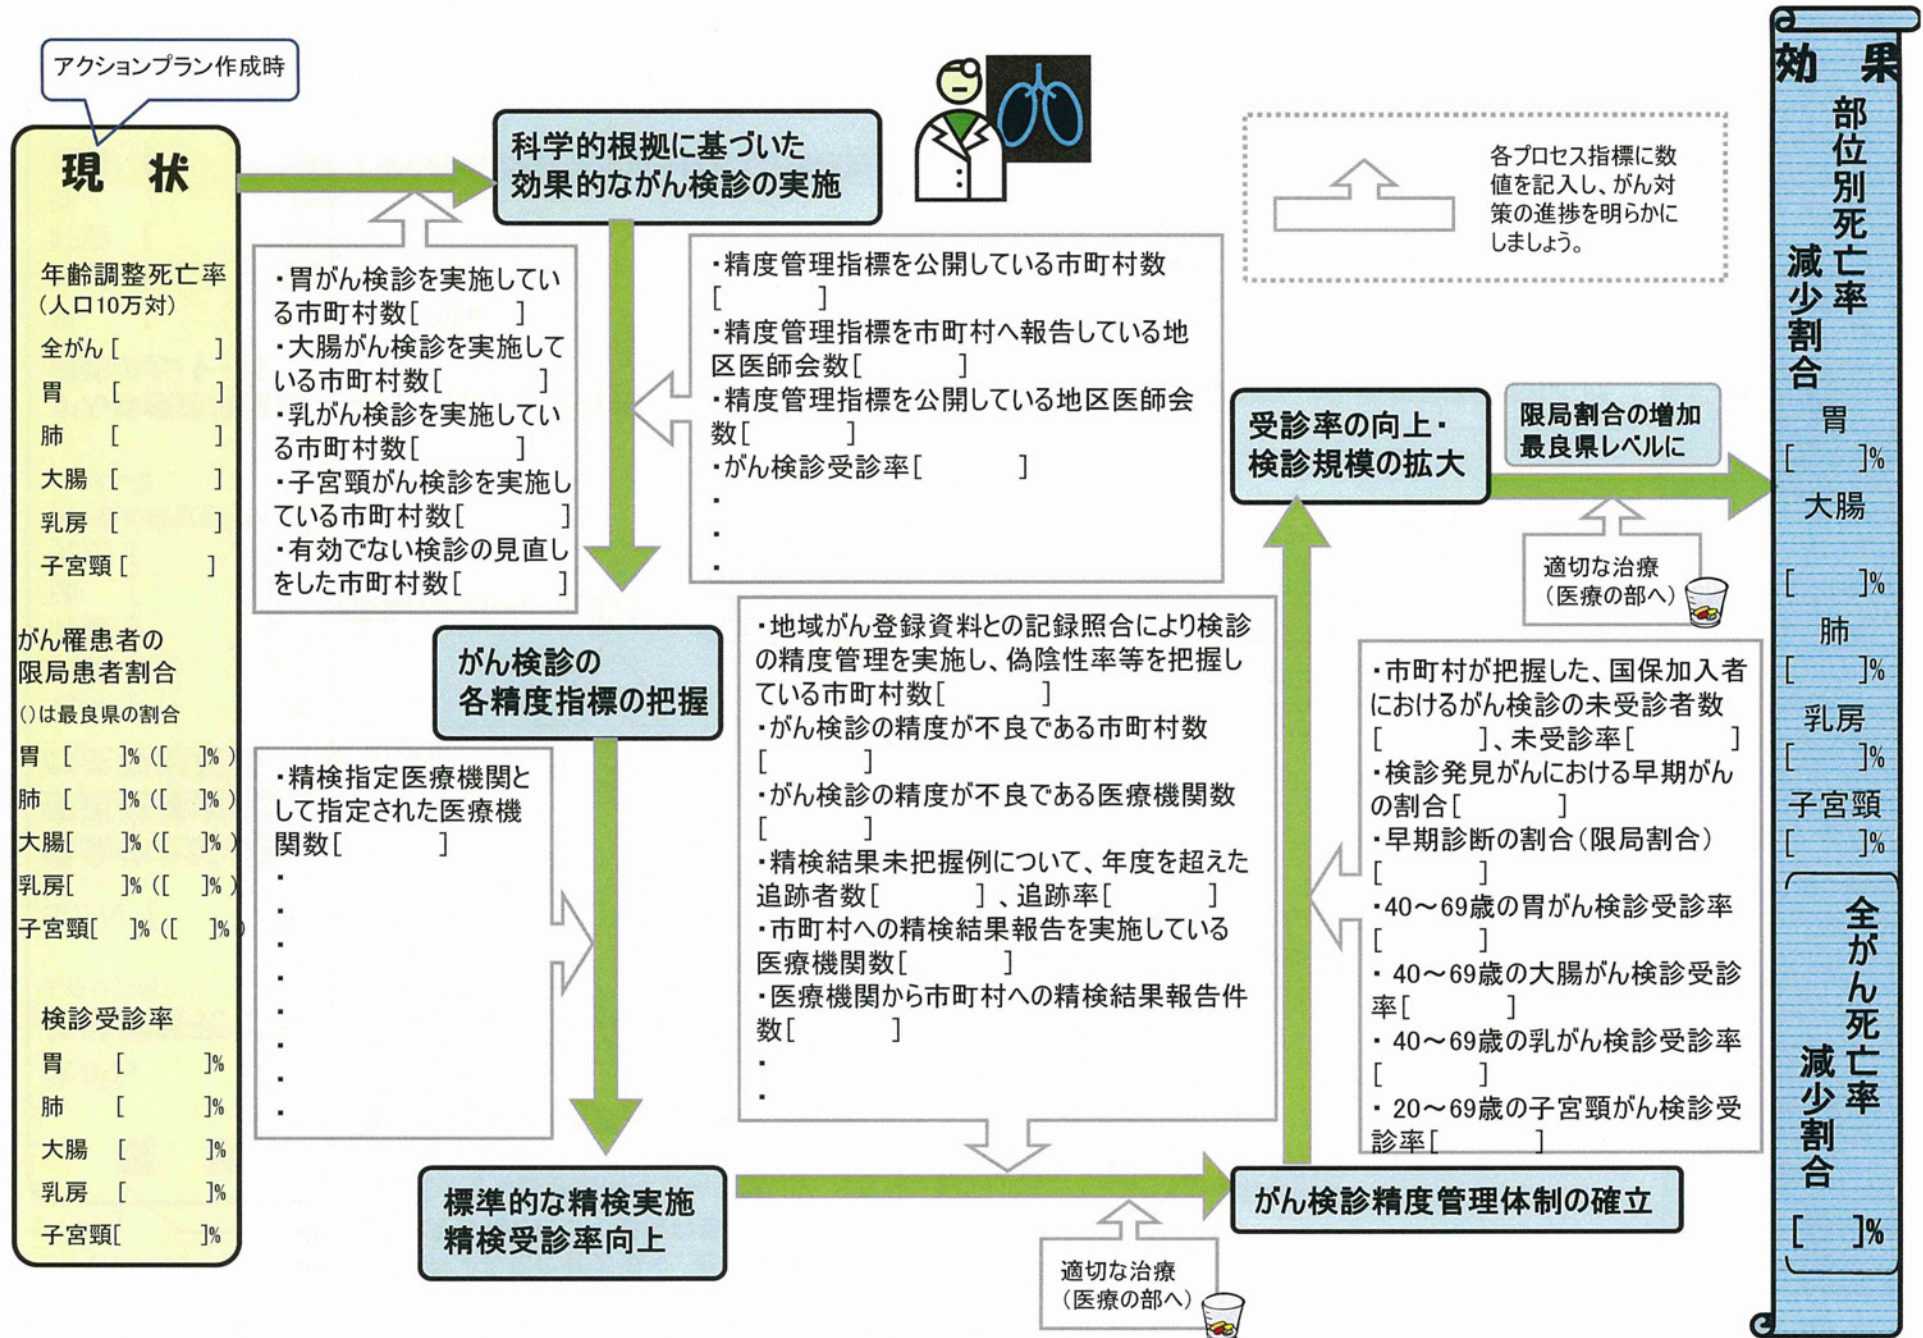 アクションプラン作成時
現 状
年齢調整死亡率
(人口10万対)
全がん [ ]
胃 [ ]
肺 [ ]
大腸 [ ]
乳房 [ ]
子宮頸 [ ]
がん罹患者の
限局患者割合
()は最良県の割合
胃 [ ]% ([ ]% )
肺 [ ]% ([ ]% )
大腸[ ]% ([ ]% )
乳房[ ]% ([ ]% )
子宮頸[ ]% ([ ]% )
検診受診率
胃 [ ]%
肺 [ ]%
大腸 [ ]%
乳房 [ ]%
子宮頸[ ]%
科学的根拠に基づいた
効果的ながん検診の実施
・胃がん検診を実施してい
る市町村数[ ]
・大腸がん検診を実施して
いる市町村数[ ]
・乳がん検診を実施してい
る市町村数[ ]
・子宮頸がん検診を実施し
ている市町村数[ ]
・有効でない検診の見直し
をした市町村数[ ]
・精度管理指標を公開している市町村数
[ ]
・精度管理指標を市町村へ報告している地
区医師会数[ ]
・精度管理指標を公開している地区医師会
数[ ]
・がん検診受診率[ ]
・
・
・
がん検診の
各精度指標の把握
・精検指定医療機関と
して指定された医療機
関数[ ]
・
・
・
・
・
・
・
・
標準的な精検実施
精検受診率向上
・地域がん登録資料との記録照合により検診
の精度管理を実施し、偽陰性率等を把握し
ている市町村数[ ]
・がん検診の精度が不良である市町村数
[ ]
・がん検診の精度が不良である医療機関数
[ ]
・精検結果未把握例について、年度を超えた
追跡者数[ ]、追跡率[ ]
・市町村への精検結果報告を実施している
医療機関数[ ]
・医療機関から市町村への精検結果報告件
数[ ]
・
・
・
適切な治療
(医療の部へ)
がん検診精度管理体制の確立
・市町村が把握した、国保加入者
におけるがん検診の未受診者数
[ ]、未受診率[ ]
・検診発見がんにおける早期がん
の割合[ ]
・早期診断の割合(限局割合)
[ ]
・40～69歳の胃がん検診受診率
[ ]
・ 40～69歳の大腸がん検診受診
率[ ]
・ 40～69歳の乳がん検診受診率
[ ]
・ 20～69歳の子宮頸がん検診受
診率[ ]
受診率の向上・
検診規模の拡大
限局割合の増加
最良県レベルに
適切な治療
(医療の部へ)
各プロセス指標に数
値を記入し、がん対
策の進捗を明らかに
しましょう。
効 果
部位別死亡率
減少割合
胃
[ ]%
大腸
[ ]%
肺
[ ]%
乳房
[ ]%
子宮頸
[ ]%
全がん死亡率
減少割合
[ ]%